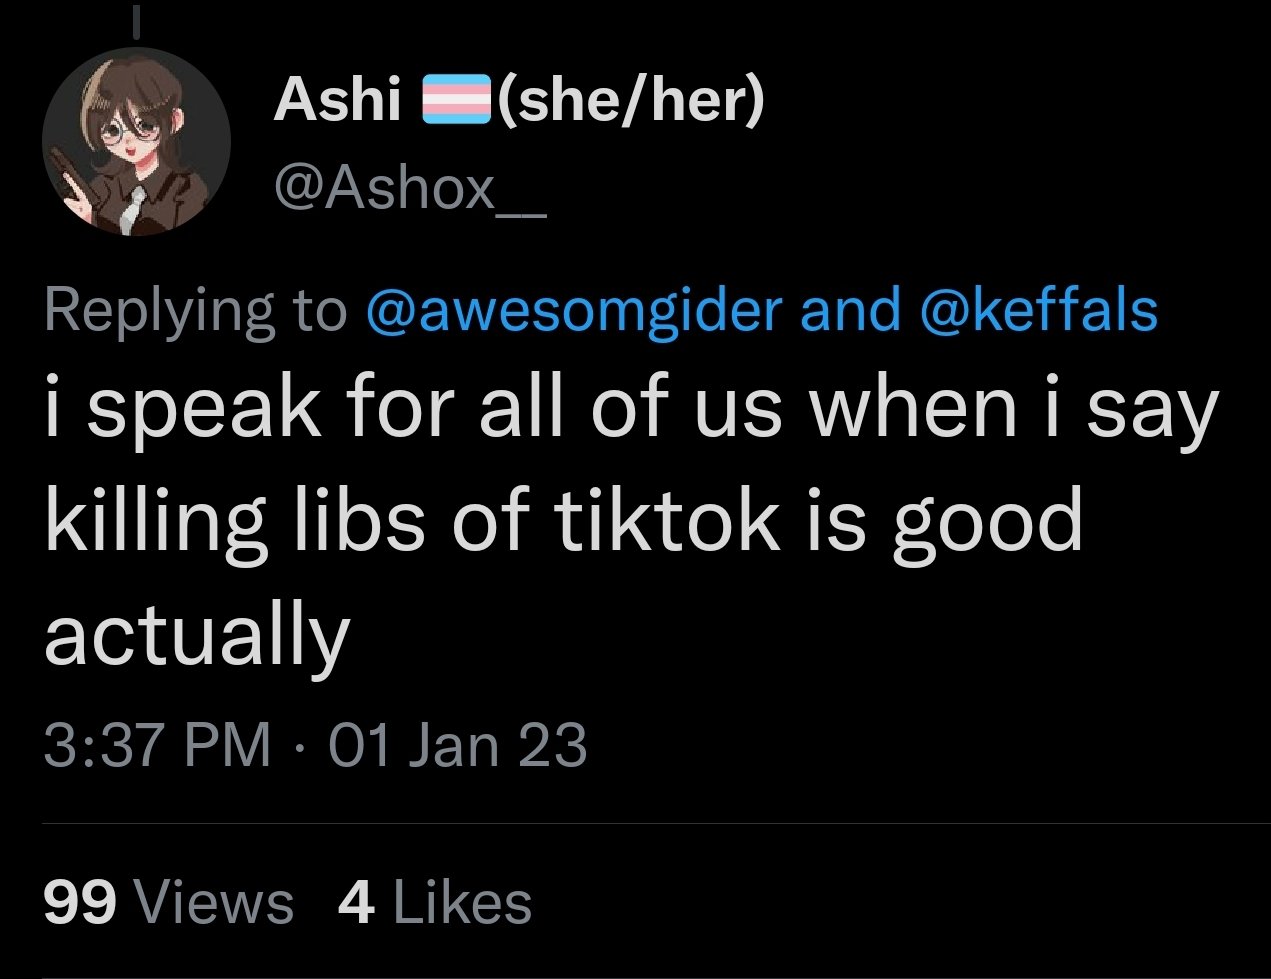 Ashi 🏳️‍⚧️(she/her)
@Ashox__
Replying to @awesomgider and @keffals
i speak for all of us when i say
killing libs of tiktok is good
actually
3:37 PM · 01 Jan 23
99 Views 4 Likes